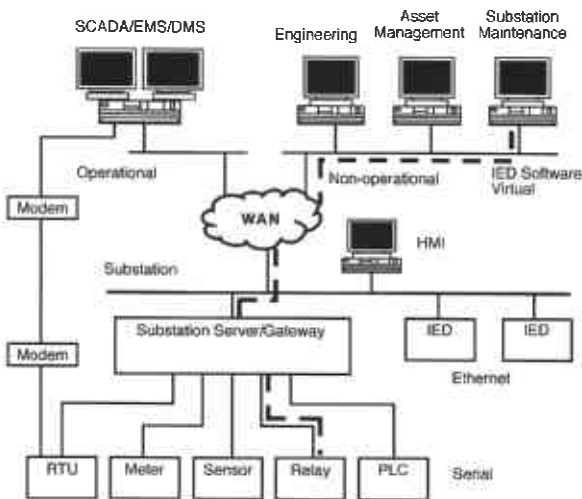 SCADA/EMS/DMS
Engineering
Asset
Management
Substation
Maintenance
Operational
Non-operational
IED Software
Virtual
Modem
WAN
HMI
Substation
Substation Server/Gateway
IED
IED
Modem
Ethernet
RTU
Meter
Sensor
Relay
PLC
Serial